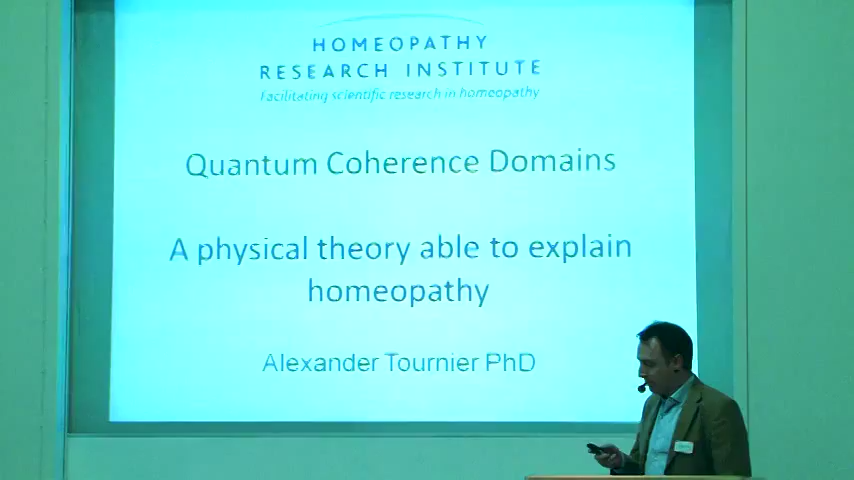 HOMEOPATHY
RESEARCH INSTITUTE
Facilitating scientific research in homeopathy
Quantum Coherence Domains
A physical theory able to explain
homeopathy
Alexander Tournier PhD